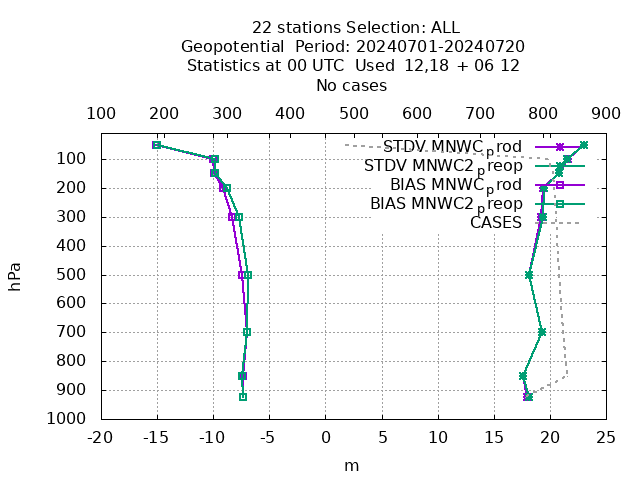 22 stations Selection: ALL
Geopotential  Period: 20240701-20240720
Statistics at 00 UTC  Used  12,18 + 06 12
No cases
100 200 300 400 500 600 700 800 900
STDV MNWC_prod
STDV MNWC2_preop
BIAS MNWC_prod
BIAS MNWC2_preop
CASES
100
200
300
400
500
600
700
800
900
1000
hPa
-20 -15 -10 -5 0 5 10 15 20 25
m